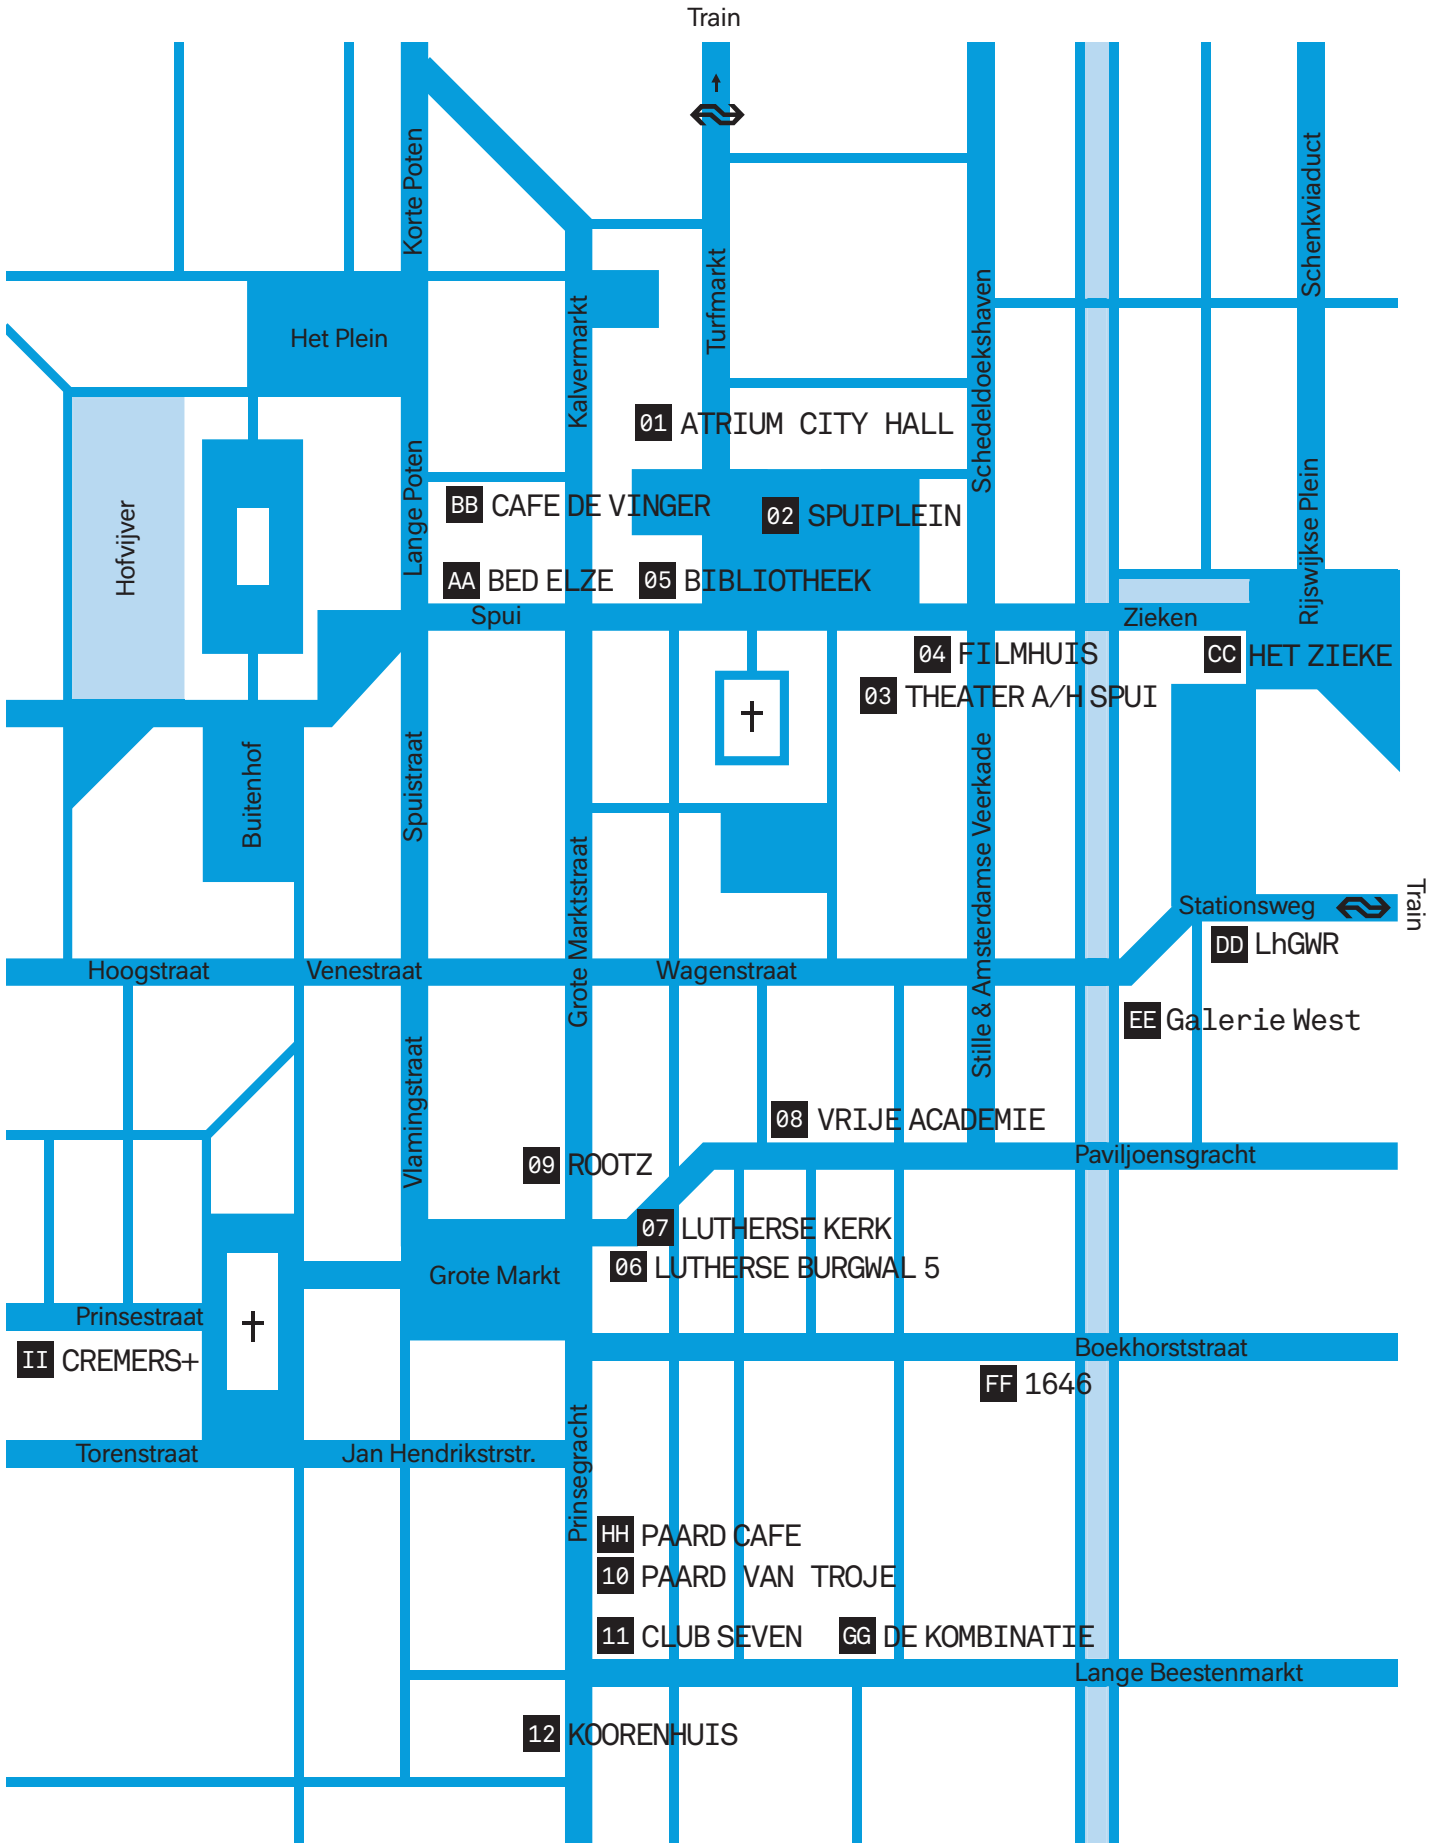 Train
Korte Poten
Schenkviaduct
Turfmarkt
Schedeldoekshaven
Kalvermarkt
Het Plein
01 ATRIUM CITY HALL
Lange Poten
Rijswijkse Plein
BB CAFE DE VINGER
02 SPUIPLEIN
Hofvijver
AA BED ELZE
05 BIBLIOTHEEK
Spui
Zieken
04 FILMHUIS
CC HET ZIEKE
03 THEATER A/H SPUI
Buitenhof
Spuistraat
Stille & Amsterdamse Veerkade
Grote Marktstraat
Stationsweg
Train
DD LhGWR
Hoogstraat
Venestraat
Wagenstraat
EE Galerie West
Vlamingstraat
08 VRIJE ACADEMIE
Paviljoensgracht
09 ROOTZ
07 LUTHERSE KERK
06 LUTHERSE BURGWAL 5
Grote Markt
Prinsestraat
Boekhorststraat
II CREMERS+
FF 1646
Torenstraat
Jan Hendrikstrstr.
Prinsegracht
HH PAARD CAFE
10 PAARD VAN TROJE
11 CLUB SEVEN
GG DE KOMBINATIE
Lange Beestenmarkt
12 KOORENHUIS